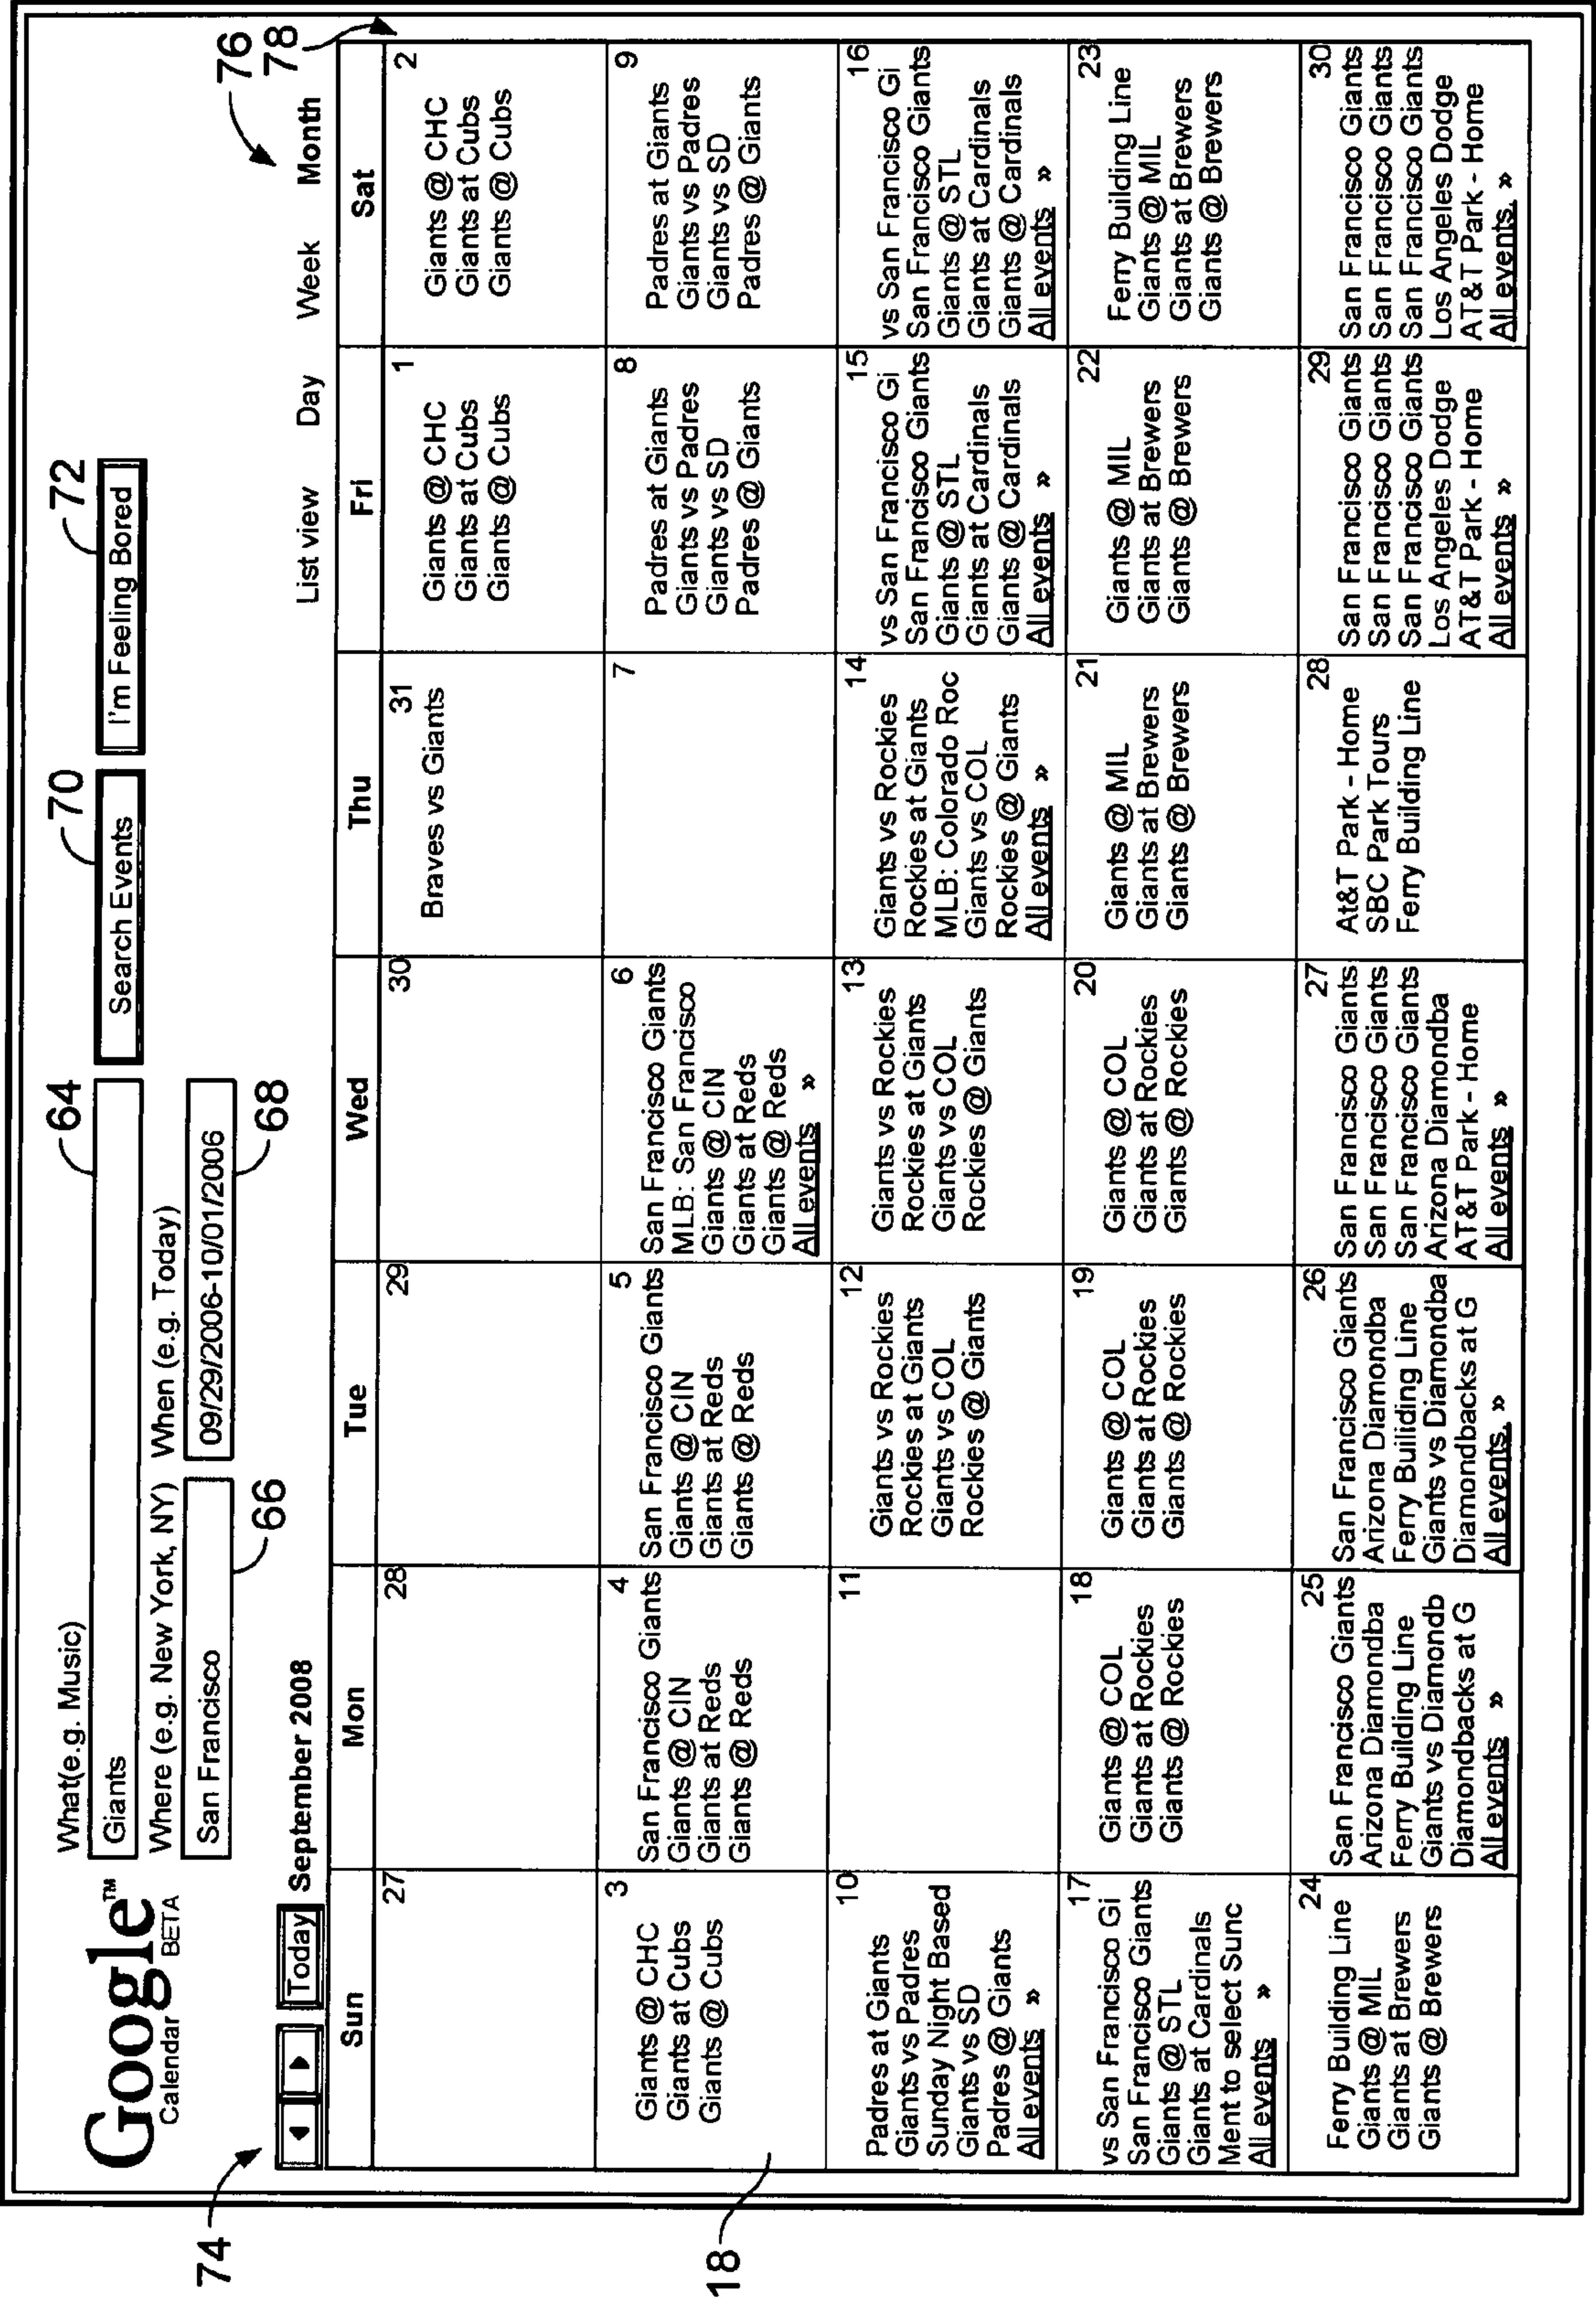 What(e.g. Music)
64
70
72
Google™
Calendar BETA
Giants
Search Events
I'm Feeling Bored
Where (e.g. New York, NY) When (e.g. Today)
San Francisco
09/29/2006-10/01/2006
66
68
76
74
◄ ► Today September 2008
List view Day Week Month
78
Sun Mon Tue Wed Thu Fri Sat
27
28
29
30
31
Braves vs Giants
1
Giants @ CHC
Giants at Cubs
Giants @ Cubs
2
Giants @ CHC
Giants at Cubs
Giants @ Cubs
3
Giants @ CHC
Giants at Cubs
Giants @ Cubs
4
San Francisco Giants
Giants @ CIN
Giants at Reds
Giants @ Reds
5
San Francisco Giants
Giants @ CIN
Giants at Reds
Giants @ Reds
6
San Francisco Giants
MLB: San Francisco
Giants @ CIN
Giants at Reds
Giants @ Reds
All events »
7
8
Padres at Giants
Giants vs Padres
Giants vs SD
Padres @ Giants
9
Padres at Giants
Giants vs Padres
Giants vs SD
Padres @ Giants
18
10
Padres at Giants
Giants vs Padres
Sunday Night Based
Giants vs SD
Padres @ Giants
All events »
11
12
Giants vs Rockies
Rockies at Giants
Giants vs COL
Rockies @ Giants
13
Giants vs Rockies
Rockies at Giants
Giants vs COL
Rockies @ Giants
14
Giants vs Rockies
Rockies at Giants
MLB: Colorado Roc
Giants vs COL
Rockies @ Giants
All events »
15
vs San Francisco Gi
San Francisco Giants
Giants @ STL
Giants at Cardinals
Giants @ Cardinals
All events »
16
vs San Francisco Gi
San Francisco Giants
Giants @ STL
Giants at Cardinals
Giants @ Cardinals
All events »
17
vs San Francisco Gi
San Francisco Giants
Giants @ STL
Giants at Cardinals
Ment to select Sunc
All events »
18
Giants @ COL
Giants at Rockies
Giants @ Rockies
19
Giants @ COL
Giants at Rockies
Giants @ Rockies
20
Giants @ COL
Giants at Rockies
Giants @ Rockies
21
Giants @ MIL
Giants at Brewers
Giants @ Brewers
22
Giants @ MIL
Giants at Brewers
Giants @ Brewers
23
Ferry Building Line
Giants @ MIL
Giants at Brewers
Giants @ Brewers
24
Ferry Building Line
Giants @ MIL
Giants at Brewers
Giants @ Brewers
25
San Francisco Giants
Arizona Diamondba
Ferry Building Line
Giants vs Diamondb
Diamondbacks at G
All events »
26
San Francisco Giants
Arizona Diamondba
Ferry Builiding Line
Giants vs Diamondba
Diamondbacks at G
All events. »
27
San Francisco Giants
San Francisco Giants
San Francisco Giants
Arizona Diamondba
AT&T Park - Home
All events »
28
At&T Park - Home
SBC Park Tours
Ferry Building Line
29
San Francisco Giants
San Francisco Giants
San Francisco Giants
Los Angeles Dodge
AT&T Park - Home
All events »
30
San Francisco Giants
San Francisco Giants
San Francisco Giants
Los Angeles Dodge
AT&T Park - Home
All events. »